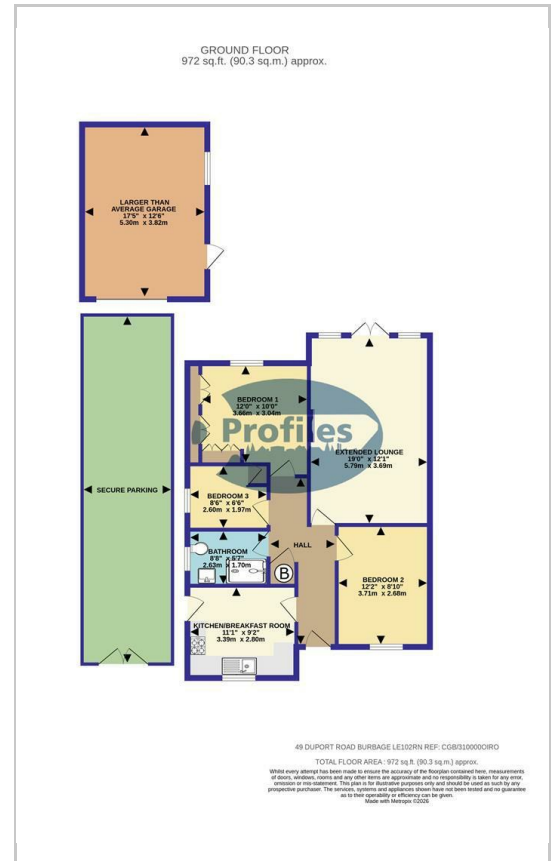 GROUND FLOOR
972 sq.ft. (90.3 sq.m.) approx.
LARGER THAN
AVERAGE GARAGE
17'5" x 12'6"
5.30m x 3.82m
BEDROOM 1
12'0" x 10'0"
3.66m x 3.04m
Profiles
EXTENDED LOUNGE
19'0" x 12'1"
5.79m x 3.69m
SECURE PARKING
BEDROOM 3
8'6" x 6'6"
2.60m x 1.97m
HALL
BATHROOM
8'8" x 5'7"
2.63m x 1.70m
B
BEDROOM 2
12'2" x 8'10"
3.71m x 2.68m
KITCHEN/BREAKFAST ROOM
11'1" x 9'2"
3.39m x 2.80m
49 DUPORT ROAD BURBAGE LE102RN REF: CGB/310000OIRO
TOTAL FLOOR AREA : 972 sq.ft. (90.3 sq.m.) approx.
Whilst every attempt has been made to ensure the accuracy of the floorplan contained here, measurements
of doors, windows, rooms and any other items are approximate and no responsibility is taken for any error,
omission or mis-statement. This plan is for illustrative purposes only and should be used as such by any
prospective purchaser. The services, systems and appliances shown have not been tested and no guarantee
as to their operability or efficiency can be given.
Made with Metropix ©2026